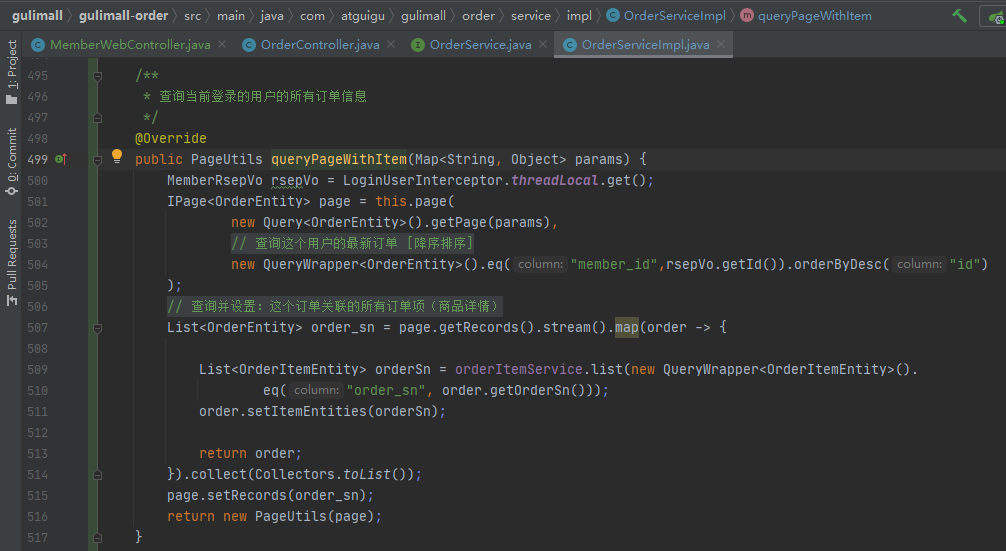 gulimall gulimall-order src main java com atguigu gulimall order service impl OrderServiceImpl queryPageWithItem
MemberWebController.java OrderController.java OrderService.java OrderServiceImpl.java
1: Project
0: Commit
Pull Requests
495 /**
496 * 查询当前登录的用户的所有订单信息
497 */
498 @Override
499 public PageUtils queryPageWithItem(Map<String, Object> params) {
500 MemberRsepVo rsepVo = LoginUserInterceptor.threadLocal.get();
501 IPage<OrderEntity> page = this.page(
502 new Query<OrderEntity>().getPage(params),
503 // 查询这个用户的最新订单 [降序排序]
504 new QueryWrapper<OrderEntity>().eq( column: "member_id",rsepVo.getId()).orderByDesc( column: "id")
505 );
506 // 查询并设置: 这个订单关联的所有订单项（商品详情）
507 List<OrderEntity> order_sn = page.getRecords().stream().map(order -> {
508
509 List<OrderItemEntity> orderSn = orderItemService.list(new QueryWrapper<OrderItemEntity>().
510 eq( column: "order_sn", order.getOrderSn()));
511 order.setItemEntities(orderSn);
512
513 return order;
514 }).collect(Collectors.toList());
515 page.setRecords(order_sn);
516 return new PageUtils(page);
517 }